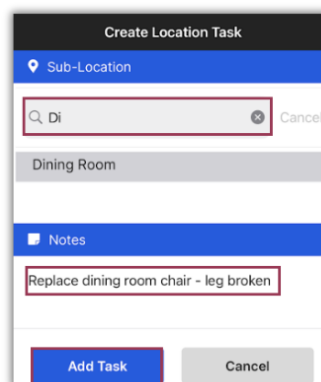 Create Location Task
Sub-Location
Di
Cancel
Dining Room
Notes
Replace dining room chair - leg broken
Add Task
Cancel